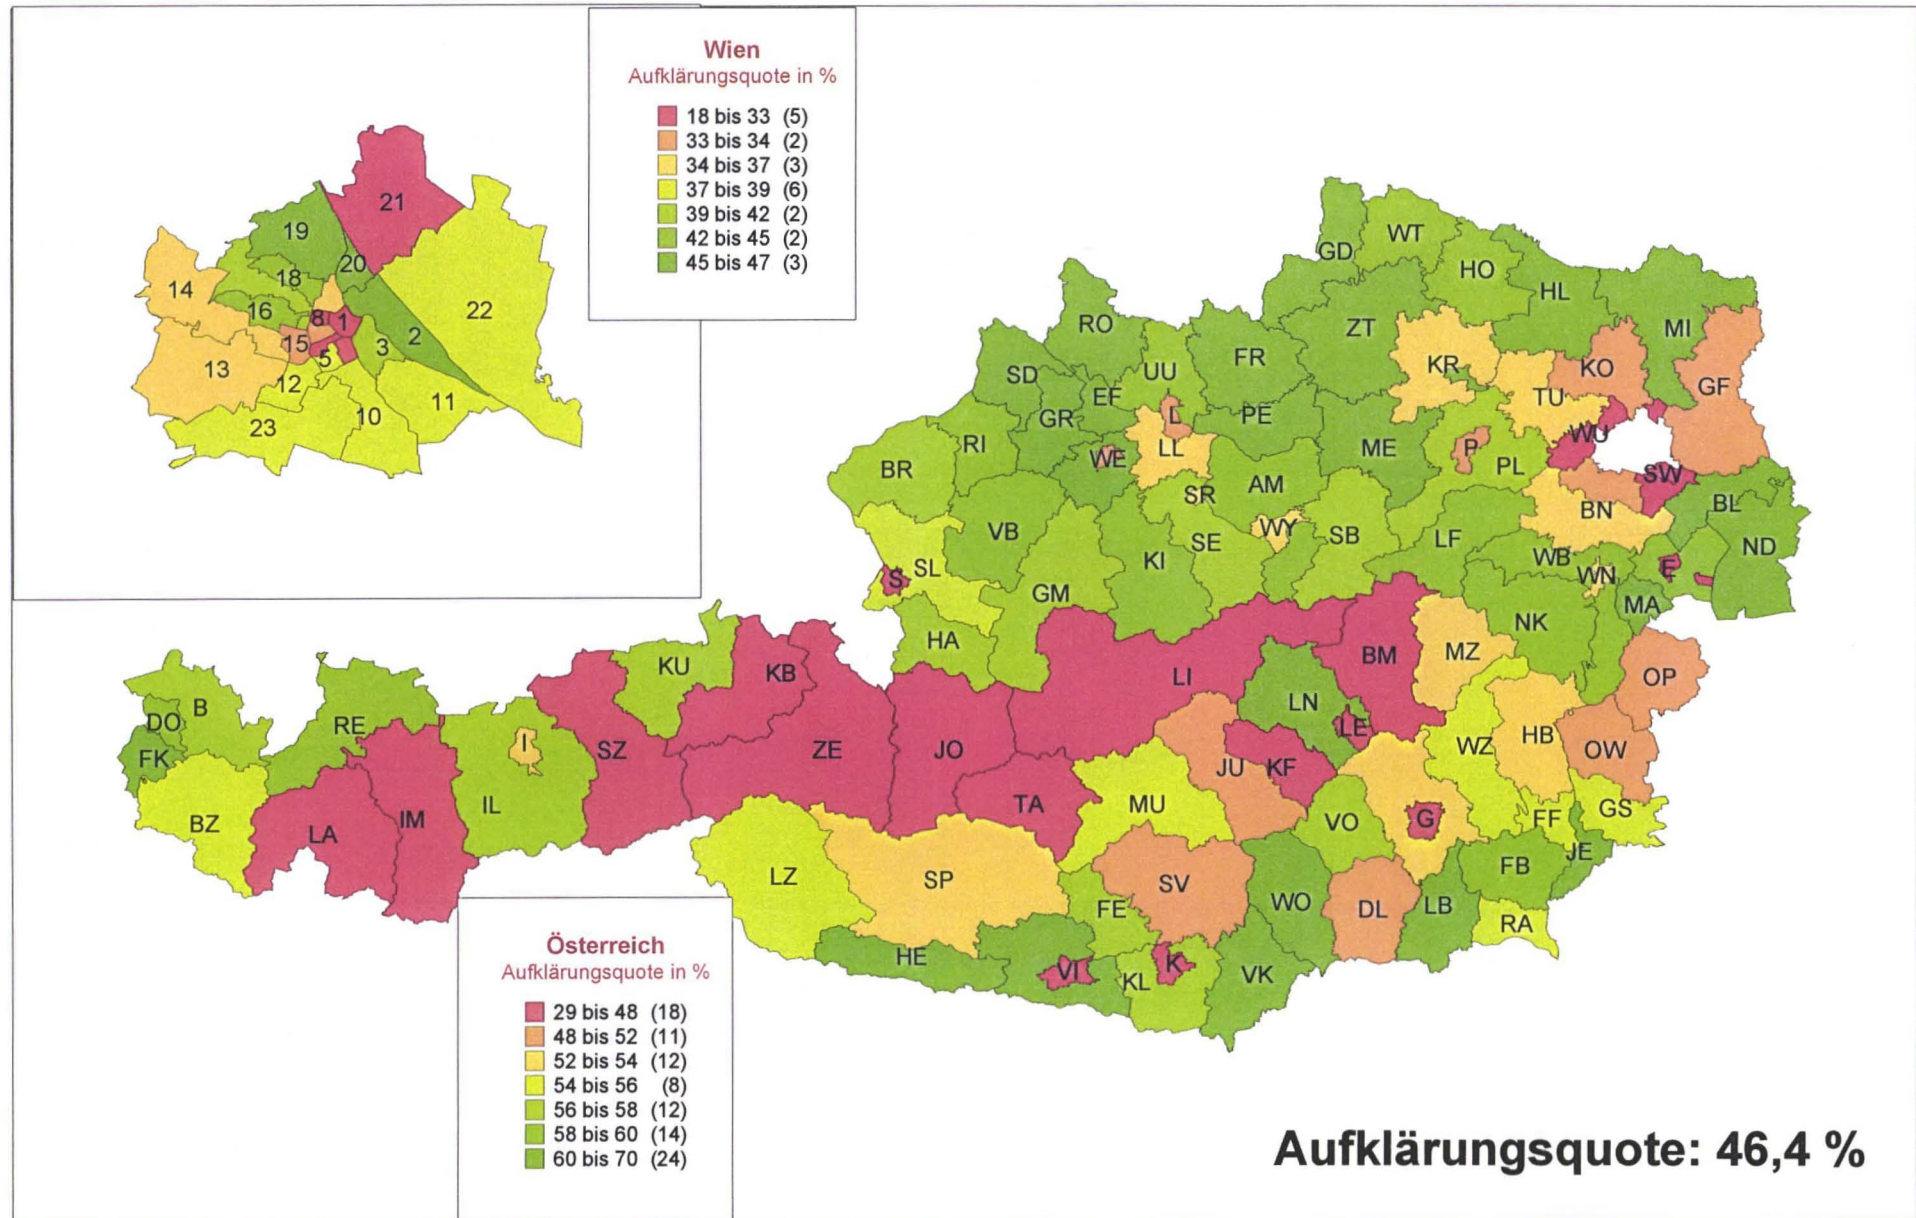 Wien
Aufklärungsquote in %
18 bis 33 (5)
33 bis 34 (2)
34 bis 37 (3)
37 bis 39 (6)
39 bis 42 (2)
42 bis 45 (2)
45 bis 47 (3)
21
19
20
18
14
22
16
8
1
15
2
3
5
13
12
11
10
23
WT
GD
HO
HL
RO
ZT
MI
FR
UU
KR
KO
SD
GF
EF
TU
GR
L
PE
WU
RI
WE
LL
ME
P
PL
BR
SW
AM
SR
BN
BL
VB
WY
SB
SE
LF
ND
KI
WB
SL
S
WN
E
GM
MA
NK
HA
MZ
BM
KU
KB
LI
OP
LN
B
DO
RE
LE
HB
WZ
I
SZ
ZE
JO
OW
FK
JU
KF
TA
MU
IL
GS
BZ
IM
LA
VO
G
FF
JE
FB
LZ
SP
SV
WO
DL
LB
FE
RA
HE
VI
K
KL
VK
Österreich
Aufklärungsquote in %
29 bis 48 (18)
48 bis 52 (11)
52 bis 54 (12)
54 bis 56 (8)
56 bis 58 (12)
58 bis 60 (14)
60 bis 70 (24)
Aufklärungsquote: 46,4 %